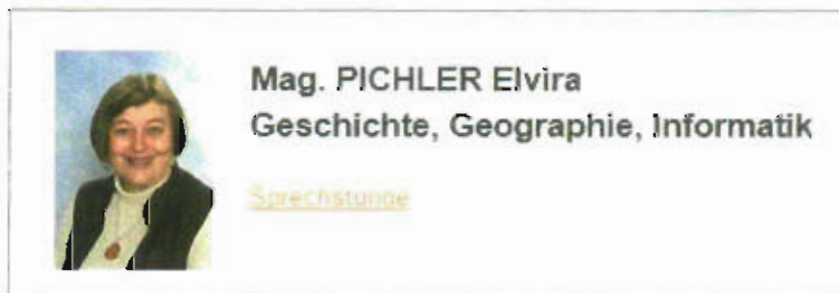 Mag. PICHLER Elvira
Geschichte, Geographie, Informatik
Sprechstunde